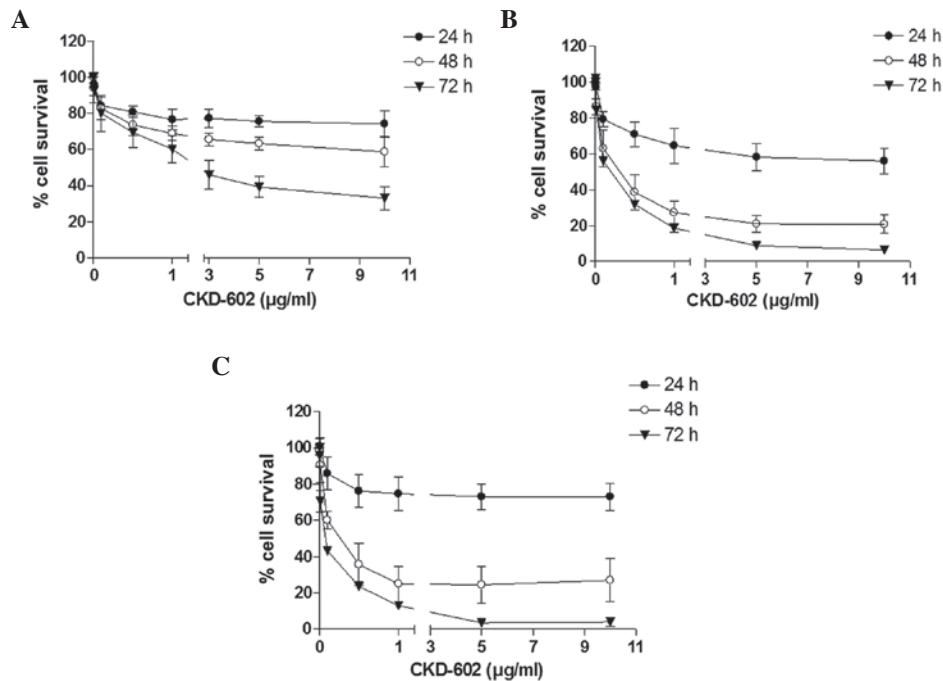 A
24 h
48 h
72 h
120
100
80
60
40
20
0
% cell survival
0 1 3 5 7 9 11
CKD-602 (µg/ml)
B
24 h
48 h
72 h
120
100
80
60
40
20
0
% cell survival
0 1 3 5 7 9 11
CKD-602 (µg/ml)
C
24 h
48 h
72 h
120
100
80
60
40
20
0
% cell survival
0 1 3 5 7 9 11
CKD-602 (µg/ml)